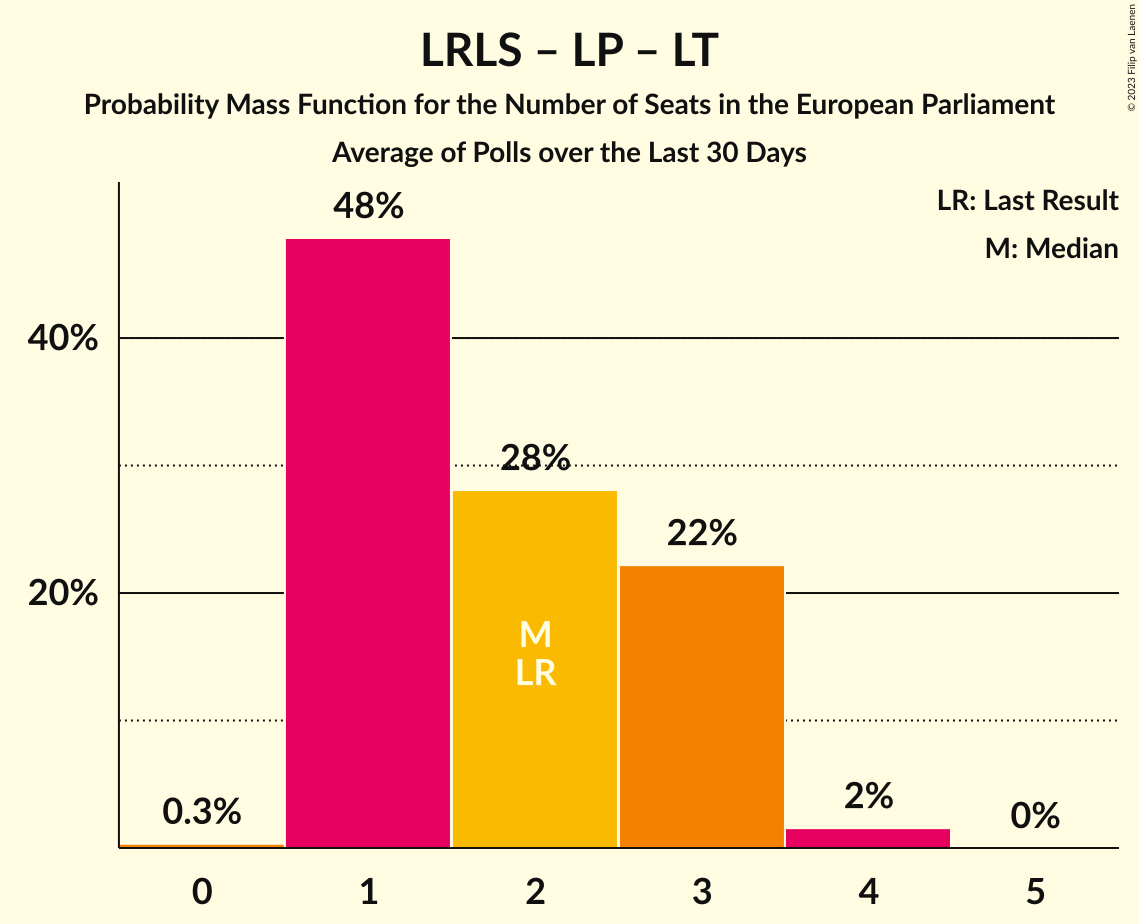 LRLS – LP – LT
Probability Mass Function for the Number of Seats in the European Parliament
Average of Polls over the Last 30 Days
© 2023 Filip van Laenen
LR: Last Result
M: Median
48%
40%
28%
22%
20%
M
LR
0.3%
2%
0%
0 1 2 3 4 5